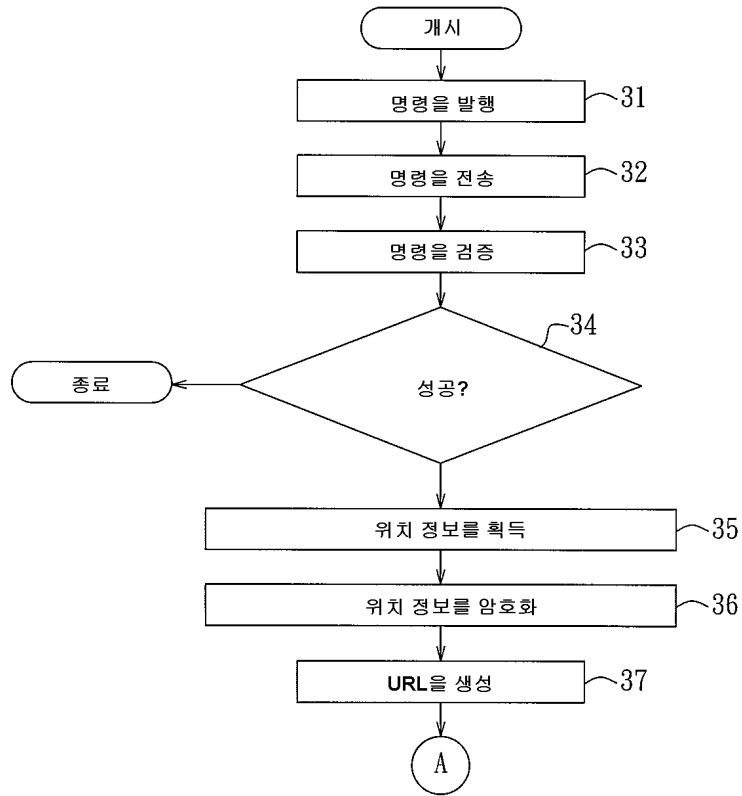 개시
명령을 발행
31
명령을 전송
32
명령을 검증
33
34
성공?
종료
위치 정보를 획득
35
위치 정보를 암호화
36
URL을 생성
37
A